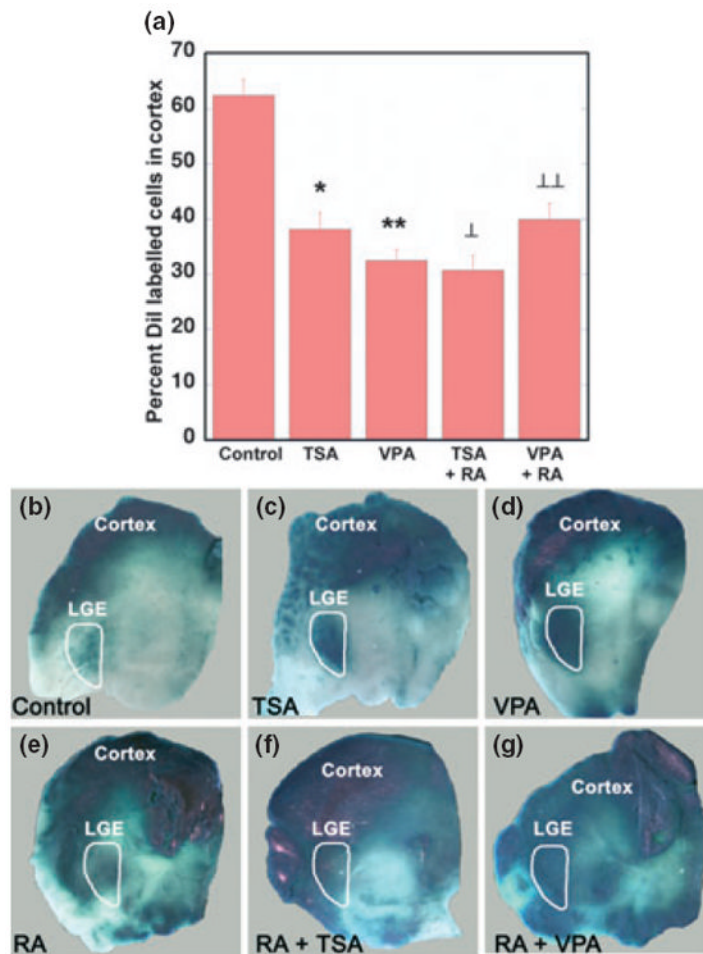 (a)
Percent DiI labelled cells in cortex
70
60
50
40
30
20
10
0
*
**
⊥
⊥⊥
Control
TSA
VPA
TSA
+ RA
VPA
+ RA
(b)
Cortex
LGE
Control
(c)
Cortex
LGE
TSA
(d)
Cortex
LGE
VPA
(e)
Cortex
LGE
RA
(f)
Cortex
LGE
RA + TSA
(g)
Cortex
LGE
RA + VPA